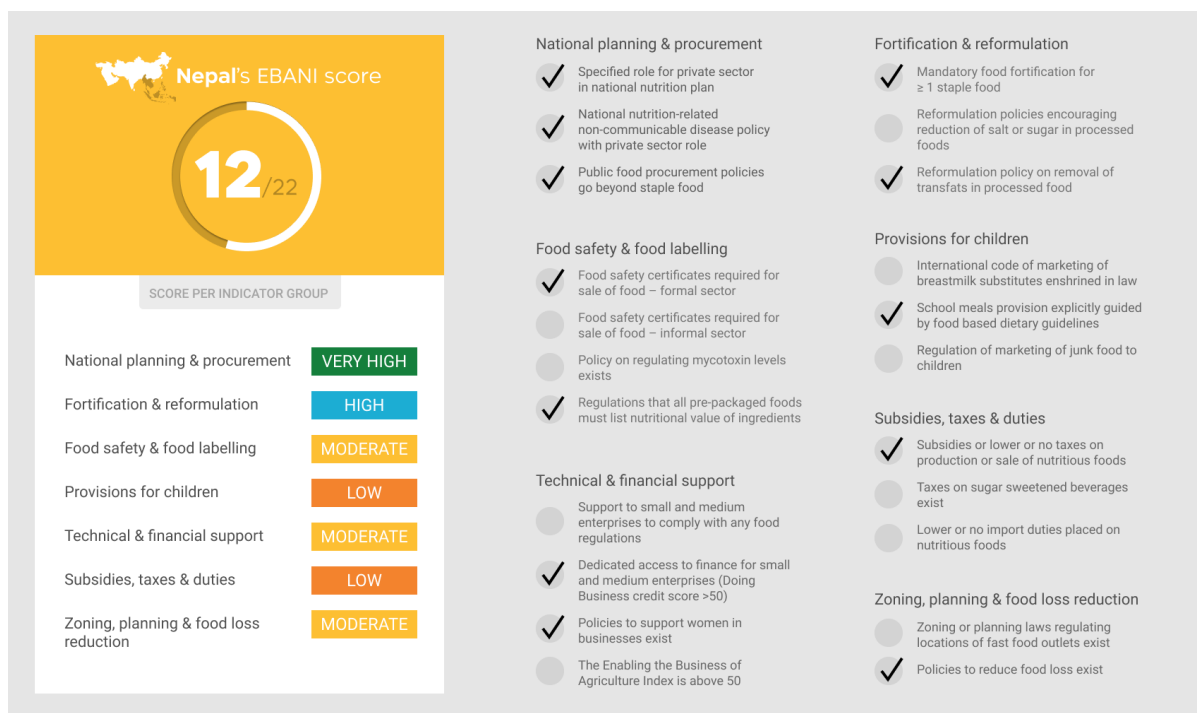 Nepal's EBANI score
12/22
SCORE PER INDICATOR GROUP
National planning & procurement VERY HIGH
Fortification & reformulation HIGH
Food safety & food labelling MODERATE
Provisions for children LOW
Technical & financial support MODERATE
Subsidies, taxes & duties LOW
Zoning, planning & food loss
reduction
MODERATE
National planning & procurement
Specified role for private sector
in national nutrition plan
National nutrition-related
non-communicable disease policy
with private sector role
Public food procurement policies
go beyond staple food
Food safety & food labelling
Food safety certificates required for
sale of food – formal sector
Food safety certificates required for
sale of food – informal sector
Policy on regulating mycotoxin levels
exists
Regulations that all pre-packaged foods
must list nutritional value of ingredients
Technical & financial support
Support to small and medium
enterprises to comply with any food
regulations
Dedicated access to finance for small
and medium enterprises (Doing
Business credit score >50)
Policies to support women in
businesses exist
The Enabling the Business of
Agriculture Index is above 50
Fortification & reformulation
Mandatory food fortification for
≥ 1 staple food
Reformulation policies encouraging
reduction of salt or sugar in processed
foods
Reformulation policy on removal of
transfats in processed food
Provisions for children
International code of marketing of
breastmilk substitutes enshrined in law
School meals provision explicitly guided
by food based dietary guidelines
Regulation of marketing of junk food to
children
Subsidies, taxes & duties
Subsidies or lower or no taxes on
production or sale of nutritious foods
Taxes on sugar sweetened beverages
exist
Lower or no import duties placed on
nutritious foods
Zoning, planning & food loss reduction
Zoning or planning laws regulating
locations of fast food outlets exist
Policies to reduce food loss exist